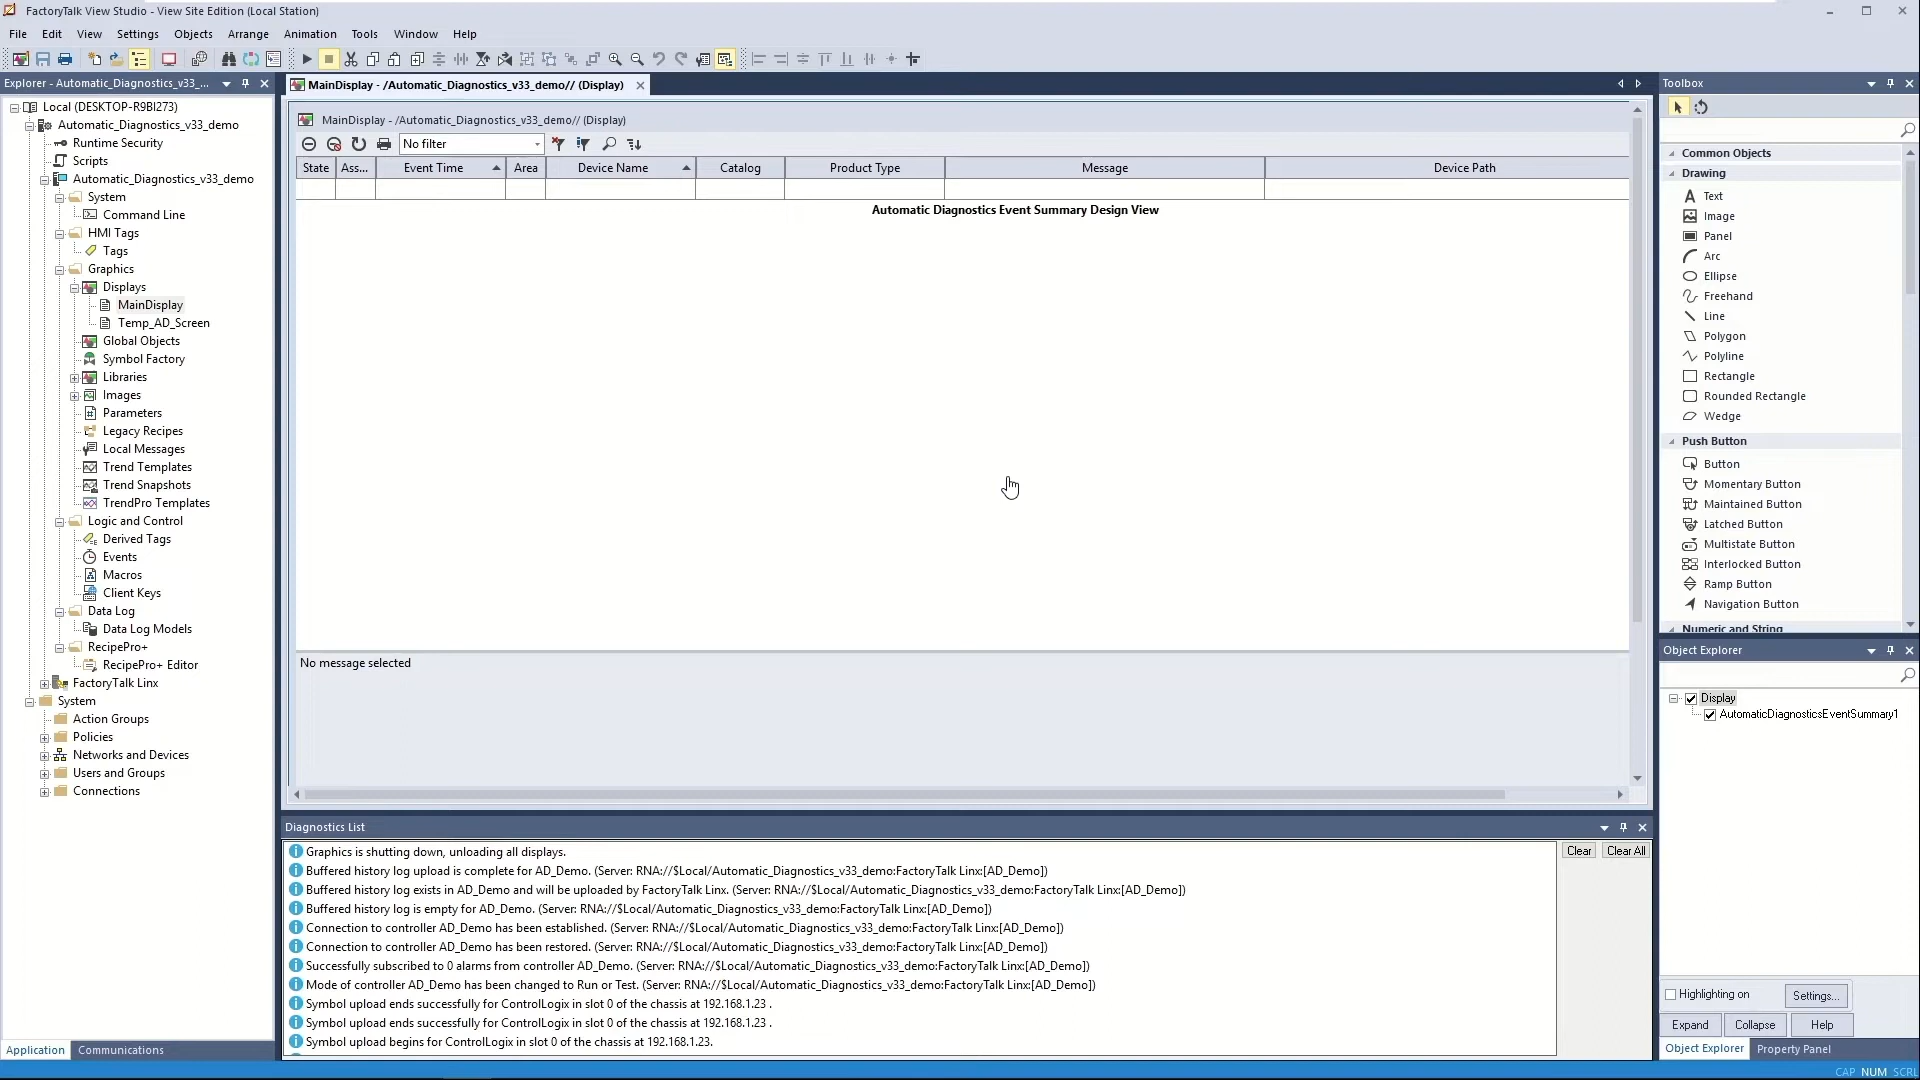 FactoryTalk View Studio - View Site Edition (Local Station)
File Edit View Settings Objects Arrange Animation Tools Window Help
Explorer - Automatic_Diagnostics_v33_...
Local (DESKTOP-R9BI273)
Automatic_Diagnostics_v33_demo
Runtime Security
Scripts
Automatic_Diagnostics_v33_demo
System
Command Line
HMI Tags
Tags
Graphics
Displays
MainDisplay
Temp_AD_Screen
Global Objects
Symbol Factory
Libraries
Images
Parameters
Legacy Recipes
Local Messages
Trend Templates
Trend Snapshots
TrendPro Templates
Logic and Control
Derived Tags
Events
Macros
Client Keys
Data Log
Data Log Models
RecipePro+
RecipePro+ Editor
FactoryTalk Linx
System
Action Groups
Policies
Networks and Devices
Users and Groups
Connections
Application Communications
MainDisplay - /Automatic_Diagnostics_v33_demo// (Display)
MainDisplay - /Automatic_Diagnostics_v33_demo// (Display)
No filter
State Ass... Event Time Area Device Name Catalog Product Type Message Device Path
Automatic Diagnostics Event Summary Design View
No message selected
Diagnostics List
Graphics is shutting down, unloading all displays.
Buffered history log upload is complete for AD_Demo. (Server: RNA://$Local/Automatic_Diagnostics_v33_demo:FactoryTalk Linx:[AD_Demo])
Buffered history log exists in AD_Demo and will be uploaded by FactoryTalk Linx. (Server: RNA://$Local/Automatic_Diagnostics_v33_demo:FactoryTalk Linx:[AD_Demo])
Buffered history log is empty for AD_Demo. (Server: RNA://$Local/Automatic_Diagnostics_v33_demo:FactoryTalk Linx:[AD_Demo])
Connection to controller AD_Demo has been established. (Server: RNA://$Local/Automatic_Diagnostics_v33_demo:FactoryTalk Linx:[AD_Demo])
Connection to controller AD_Demo has been restored. (Server: RNA://$Local/Automatic_Diagnostics_v33_demo:FactoryTalk Linx:[AD_Demo])
Successfully subscribed to 0 alarms from controller AD_Demo. (Server: RNA://$Local/Automatic_Diagnostics_v33_demo:FactoryTalk Linx:[AD_Demo])
Mode of controller AD_Demo has been changed to Run or Test. (Server: RNA://$Local/Automatic_Diagnostics_v33_demo:FactoryTalk Linx:[AD_Demo])
Symbol upload ends successfully for ControlLogix in slot 0 of the chassis at 192.168.1.23 .
Symbol upload ends successfully for ControlLogix in slot 0 of the chassis at 192.168.1.23 .
Symbol upload begins for ControlLogix in slot 0 of the chassis at 192.168.1.23.
Clear Clear All
Toolbox
Common Objects
Drawing
Text
Image
Panel
Arc
Ellipse
Freehand
Line
Polygon
Polyline
Rectangle
Rounded Rectangle
Wedge
Push Button
Button
Momentary Button
Maintained Button
Latched Button
Multistate Button
Interlocked Button
Ramp Button
Navigation Button
Numeric and String
Object Explorer
Display
AutomaticDiagnosticsEventSummary1
Highlighting on Settings...
Expand Collapse Help
Object Explorer Property Panel
CAP NUM SCRL